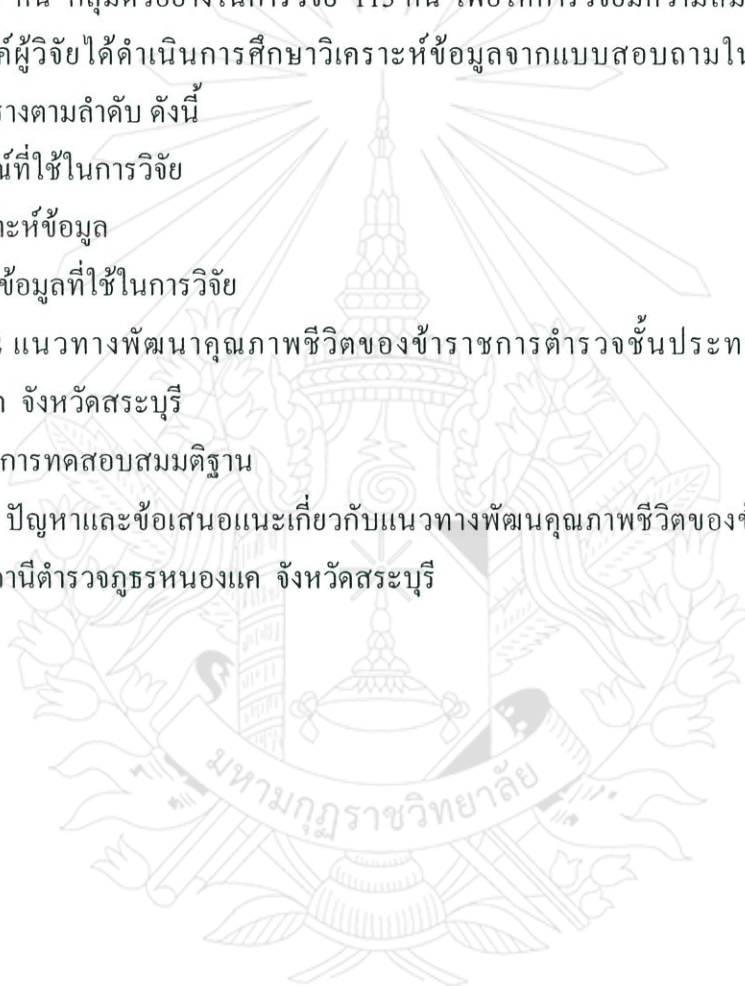 คน กลุ่มตัวอย่างในการวิจัย 113 คน เพื่อให้การวิจัยมีความ
ค์ผู้วิจัยได้ดำเนินการศึกษาวิเคราะห์ข้อมูลจากแบบสอบถามใน
รางตามลำดับ ดังนี้
ณ์ที่ใช้ในการวิจัย
าะห์ข้อมูล
ข้อมูลที่ใช้ในการวิจัย
แนวทางพัฒนาคุณภาพชีวิตของข้าราชการตำรวจชั้นประท
จังหวัดสระบุรี
การทดสอบสมมติฐาน
ปัญหาและข้อเสนอแนะเกี่ยวกับแนวทางพัฒนคุณภาพชีวิตของข้
านีตำรวจภูธรหนองแค จังหวัดสระบุรี
มหามกุฏราชวิทยาลัย